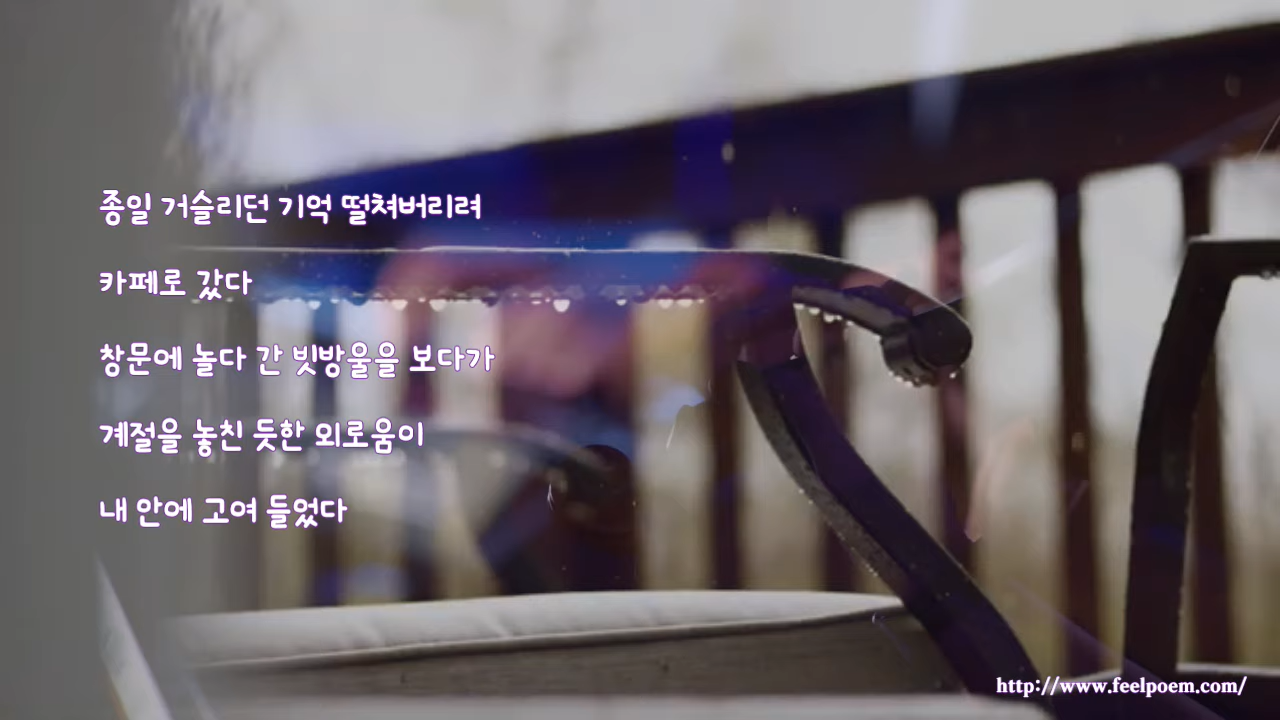 종일 거슬리던 기억 떨쳐버리려
카페로 갔다
창문에 놀다 간 빗방울을 보다가
계절을 놓친 듯한 외로움이
내 안에 고여 들었다
http://www.feelpoem.com/